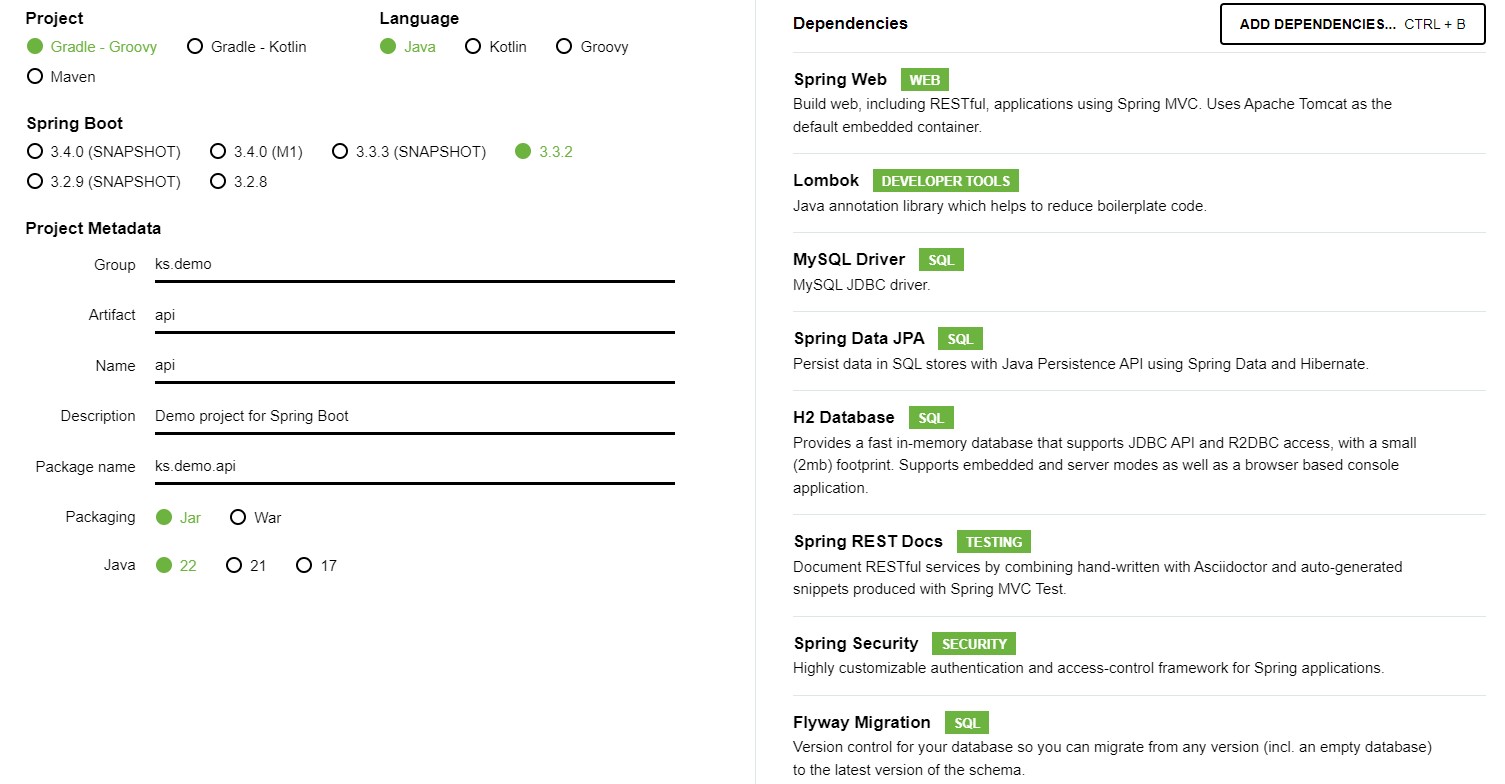 Project
Gradle - Groovy
Gradle - Kotlin
Maven
Language
Java
Kotlin
Groovy
Spring Boot
3.4.0 (SNAPSHOT)
3.4.0 (M1)
3.3.3 (SNAPSHOT)
3.3.2
3.2.9 (SNAPSHOT)
3.2.8
Project Metadata
Group ks.demo
Artifact api
Name api
Description Demo project for Spring Boot
Package name ks.demo.api
Packaging Jar War
Java 22 21 17
Dependencies
ADD DEPENDENCIES... CTRL + B
Spring Web WEB
Build web, including RESTful, applications using Spring MVC. Uses Apache Tomcat as the
default embedded container.
Lombok DEVELOPER TOOLS
Java annotation library which helps to reduce boilerplate code.
MySQL Driver SQL
MySQL JDBC driver.
Spring Data JPA SQL
Persist data in SQL stores with Java Persistence API using Spring Data and Hibernate.
H2 Database SQL
Provides a fast in-memory database that supports JDBC API and R2DBC access, with a small
(2mb) footprint. Supports embedded and server modes as well as a browser based console
application.
Spring REST Docs TESTING
Document RESTful services by combining hand-written with Asciidoctor and auto-generated
snippets produced with Spring MVC Test.
Spring Security SECURITY
Highly customizable authentication and access-control framework for Spring applications.
Flyway Migration SQL
Version control for your database so you can migrate from any version (incl. an empty database)
to the latest version of the schema.